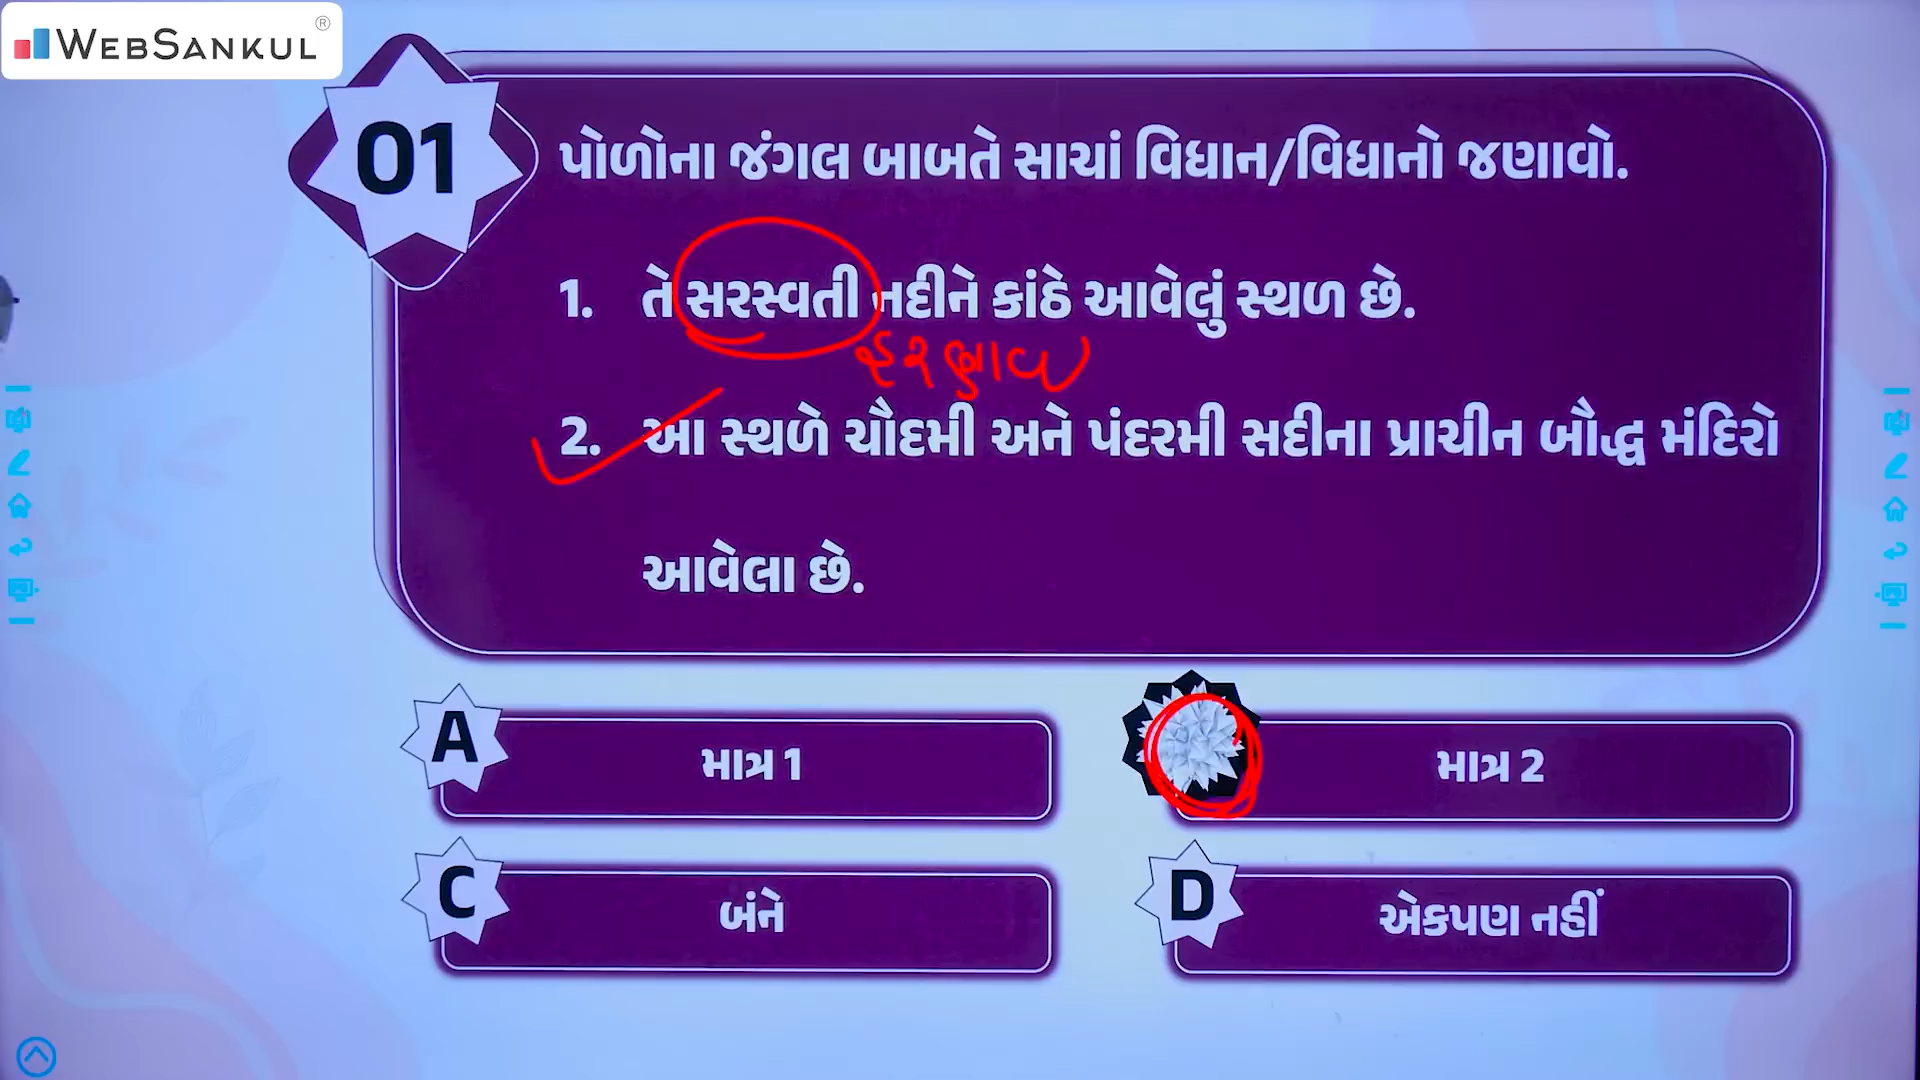 WEBSANKUL®
01
પોળોના જંગલ બાબતે સાચાં વિધાન/વિધાનો જણાવો.
1. તે સરસ્વતી નદીને કાંઠે આવેલું સ્થળ છે.
હરણાવ
2. આ સ્થળે ચૌદમી અને પંદરમી સદીના પ્રાચીન બૌદ્ધ મંદિરો
આવેલા છે.
A માત્ર 1
માત્ર 2
C બંને
D એકપણ નહીં